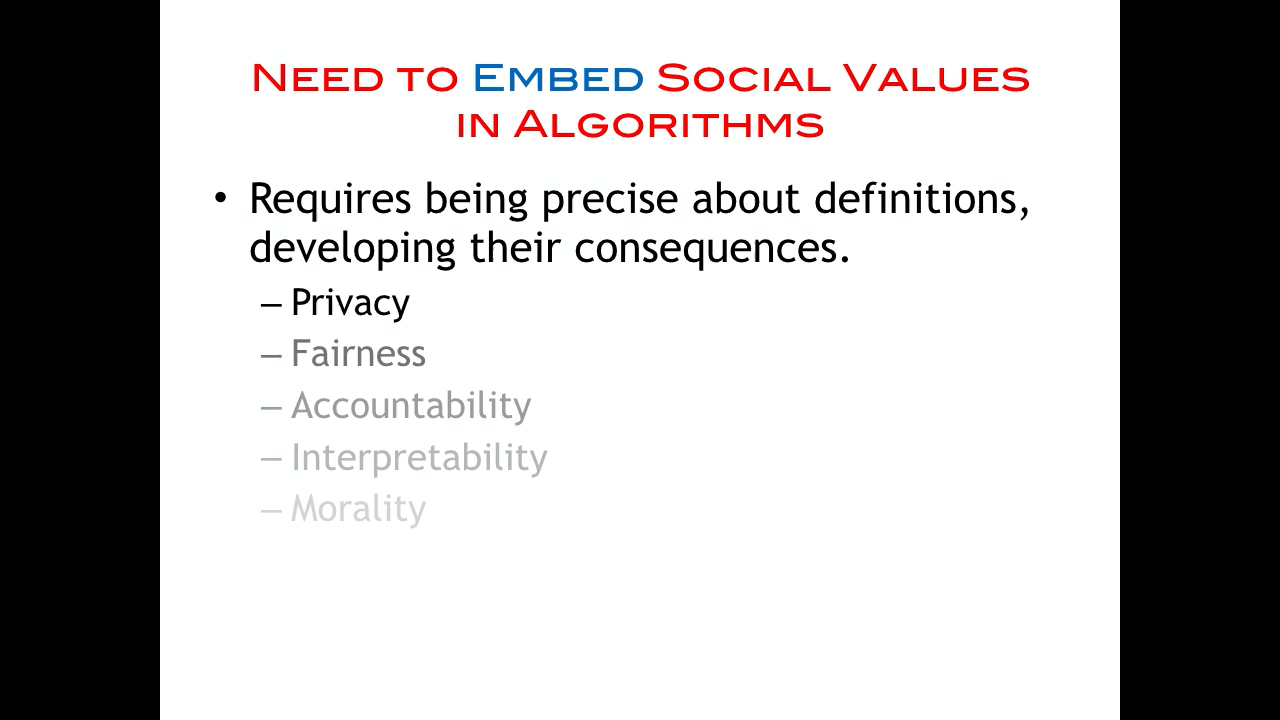 Need to Embed Social Values
in Algorithms
• Requires being precise about definitions,
developing their consequences.
– Privacy
– Fairness
– Accountability
– Interpretability
– Morality